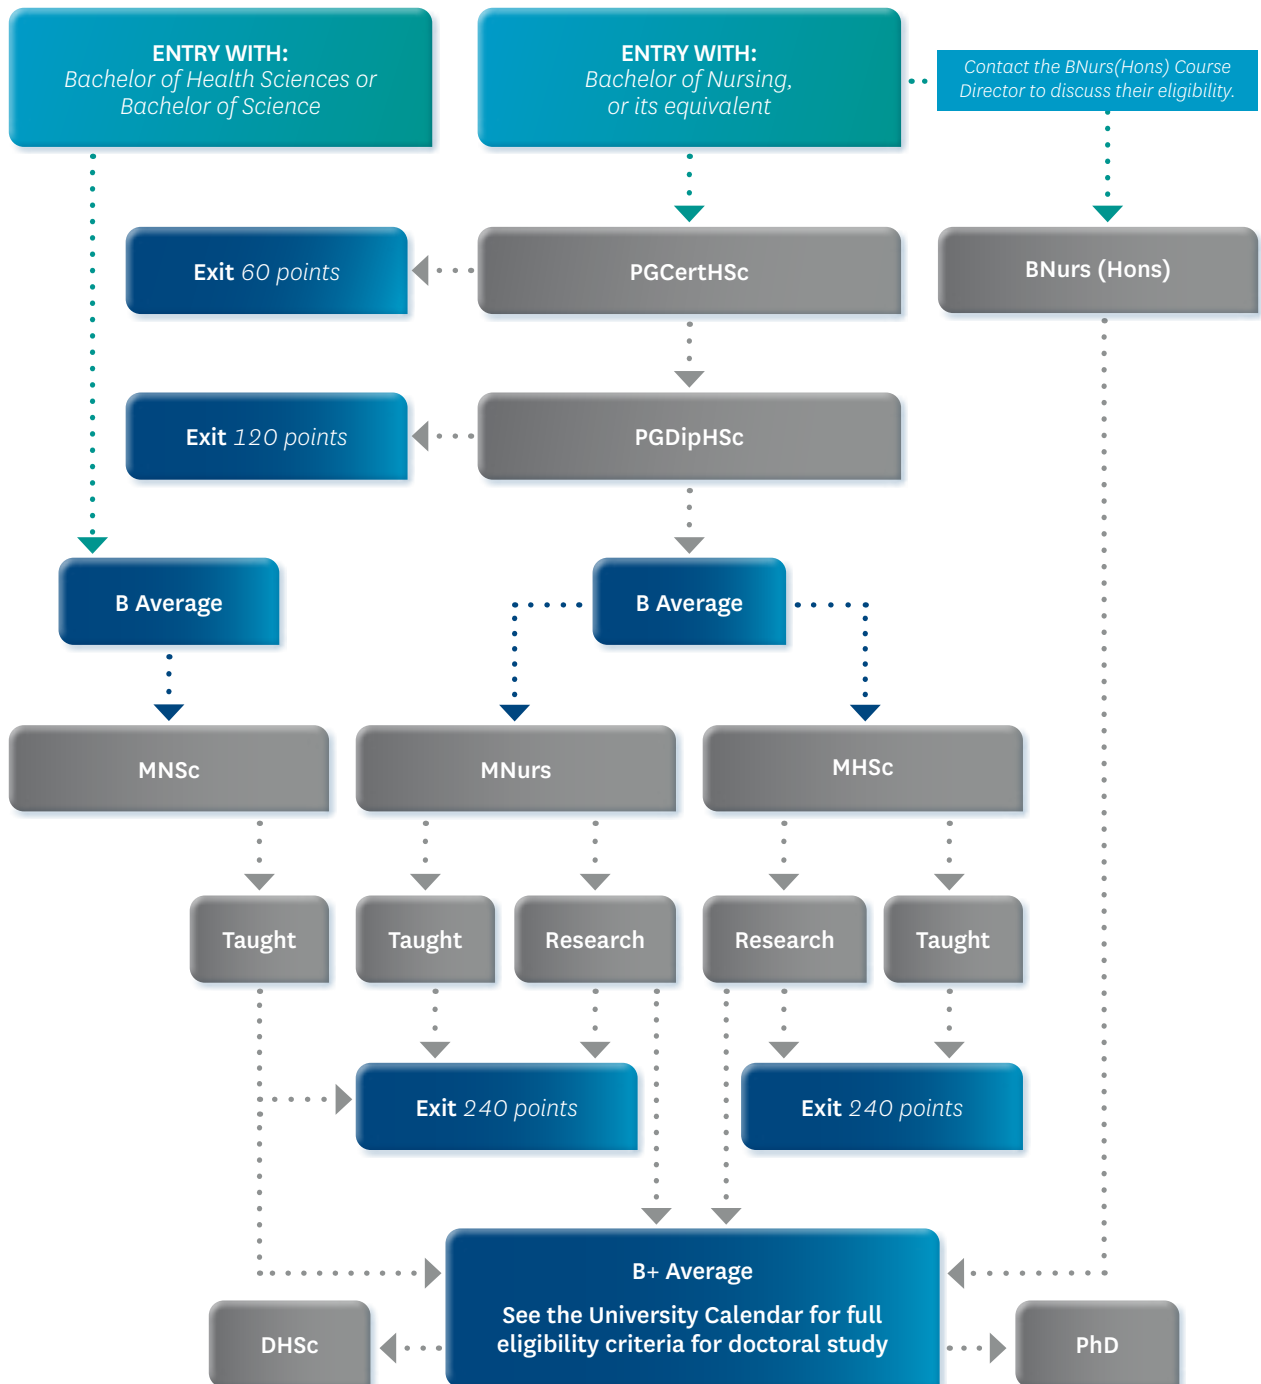 ENTRY WITH:
Bachelor of Health Sciences or
Bachelor of Science
ENTRY WITH:
Bachelor of Nursing,
or its equivalent
Contact the BNurs(Hons) Course
Director to discuss their eligibility.
Exit 60 points
PGCertHSc
BNurs (Hons)
Exit 120 points
PGDipHSc
B Average
B Average
MNSc
MNurs
MHSc
Taught
Taught
Research
Research
Taught
Exit 240 points
Exit 240 points
B+ Average
See the University Calendar for full
eligibility criteria for doctoral study
DHSc
PhD